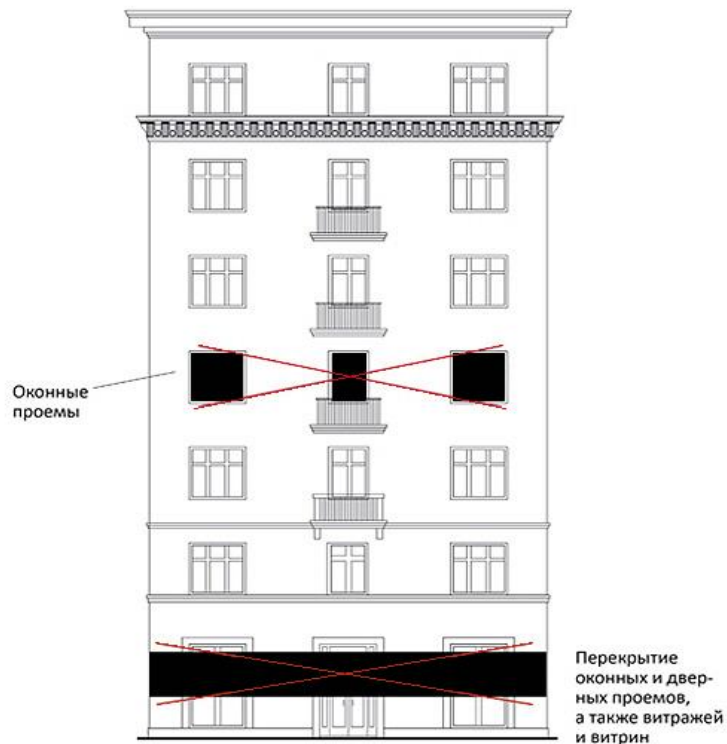 Оконные
проемы
Перекрытие
оконных и двер-
ных проемов,
а также витражей
и витрин